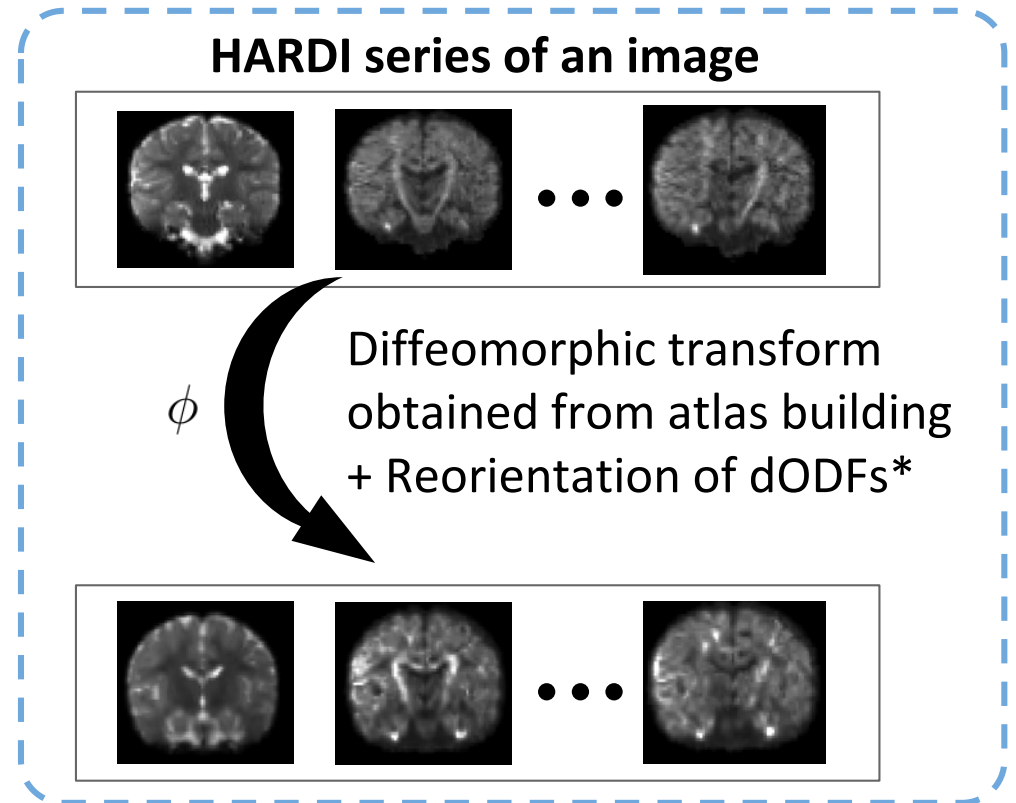 HARDI series of an image
Diffeomorphic transform
ϕ
obtained from atlas building
+ Reorientation of dODFs*